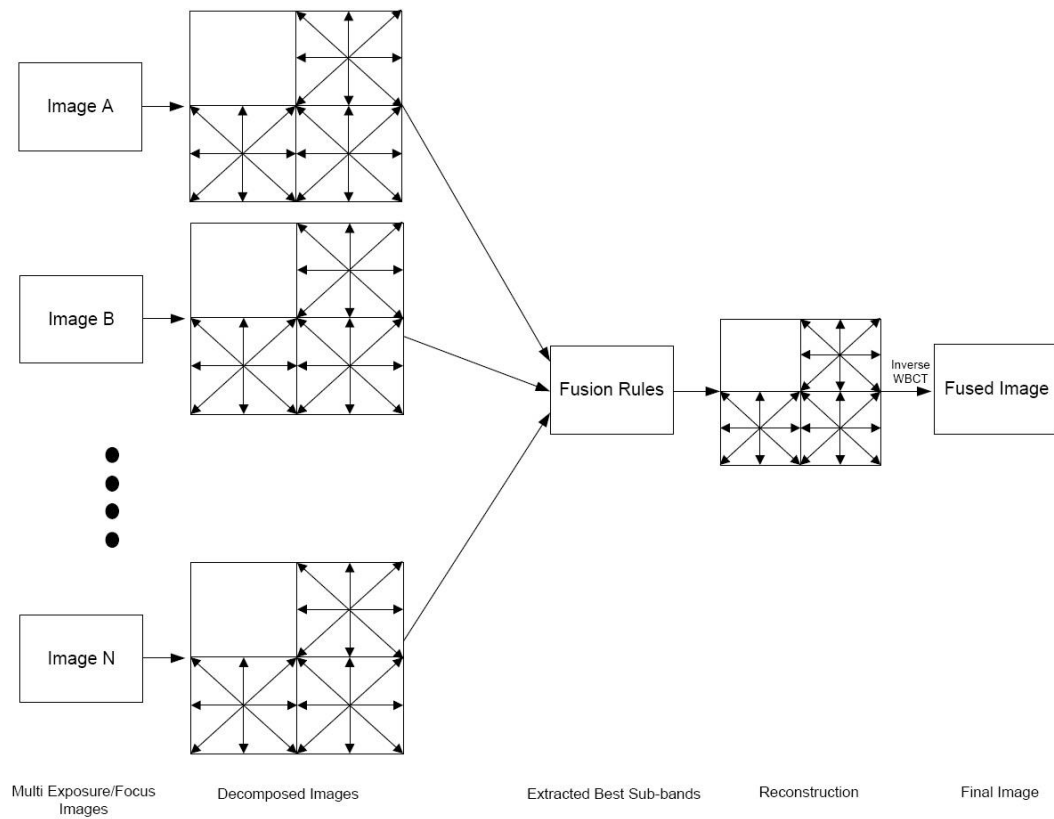 Image A
Image B
Fusion Rules
Inverse
WBCT
Fused Image
Image N
Multi Exposure/Focus
Images
Decomposed Images
Extracted Best Sub-bands
Reconstruction
Final Image